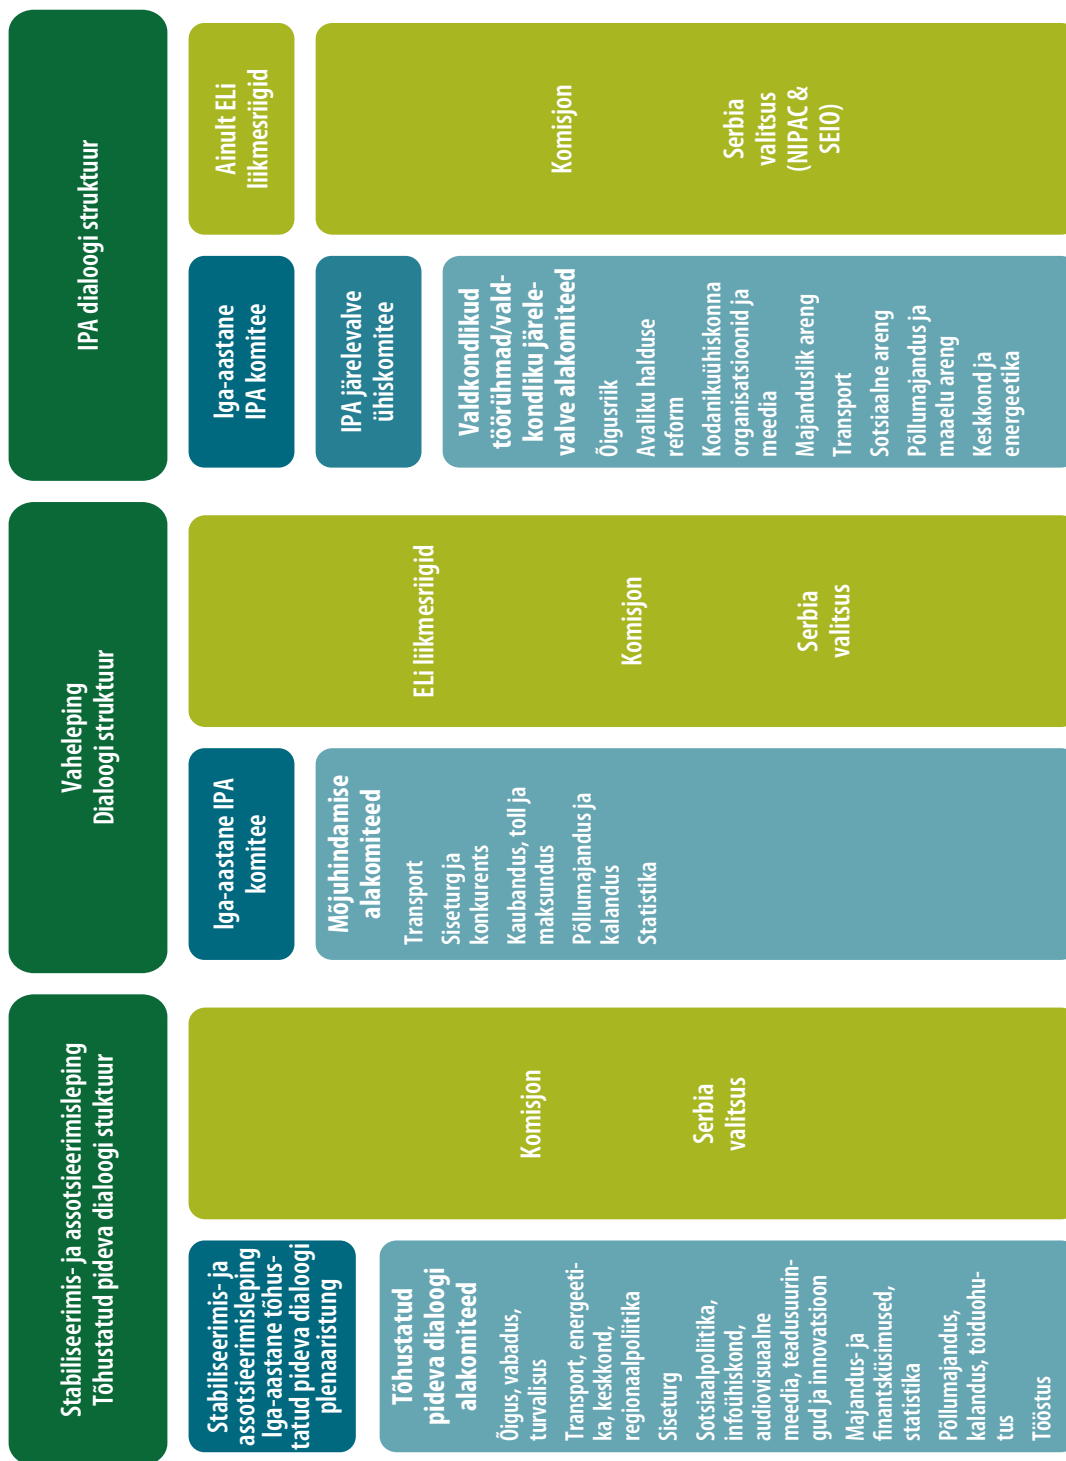 Stabiliseerimis- ja assotsieerimisleping
Tõhustatud pideva dialoogi stuktuur
Stabiliseerimis- ja
assotsieerimisleping
Iga-aastane tõhus-
tatud pideva dialoogi
plenaaristung
Tõhustatud
pideva dialoogi
alakomiteed
Õigus, vabadus,
turvalisus
Transport, energeeti-
ka, keskkond,
regionaalpoliitika
Siseturg
Sotsiaalpoliitika,
infoühiskond,
audiovisuaalne
meedia, teadusuurin-
gud ja innovatsioon
Majandus- ja
finantsküsimused,
statistika
Põllumajandus,
kalandus, toiduohu-
tus
Tööstus
Komisjon
Serbia
valitsus
Vaheleping
Dialoogi struktuur
Iga-aastane IPA
komitee
Mõjuhindamise
alakomiteed
Transport
Siseturg ja
konkurents
Kaubandus, toll ja
maksundus
Põllumajandus ja
kalandus
Statistika
ELi liikmesriigid
Komisjon
Serbia
valitsus
IPA dialoogi struktuur
Iga-aastane
IPA komitee
IPA järelevalve
ühiskomitee
Valdkondlikud
töörühmad/vald-
kondliku järele-
valve alakomiteed
Õigusriik
Avaliku halduse
reform
Kodanikuühiskonna
organisatsioonid ja
meedia
Majanduslik areng
Transport
Sotsiaalne areng
Põllumajandus ja
maaelu areng
Keskkond ja
energeetika
Ainult ELi
liikmesriigid
Komisjon
Serbia
valitsus
(NIPAC &
SEIO)